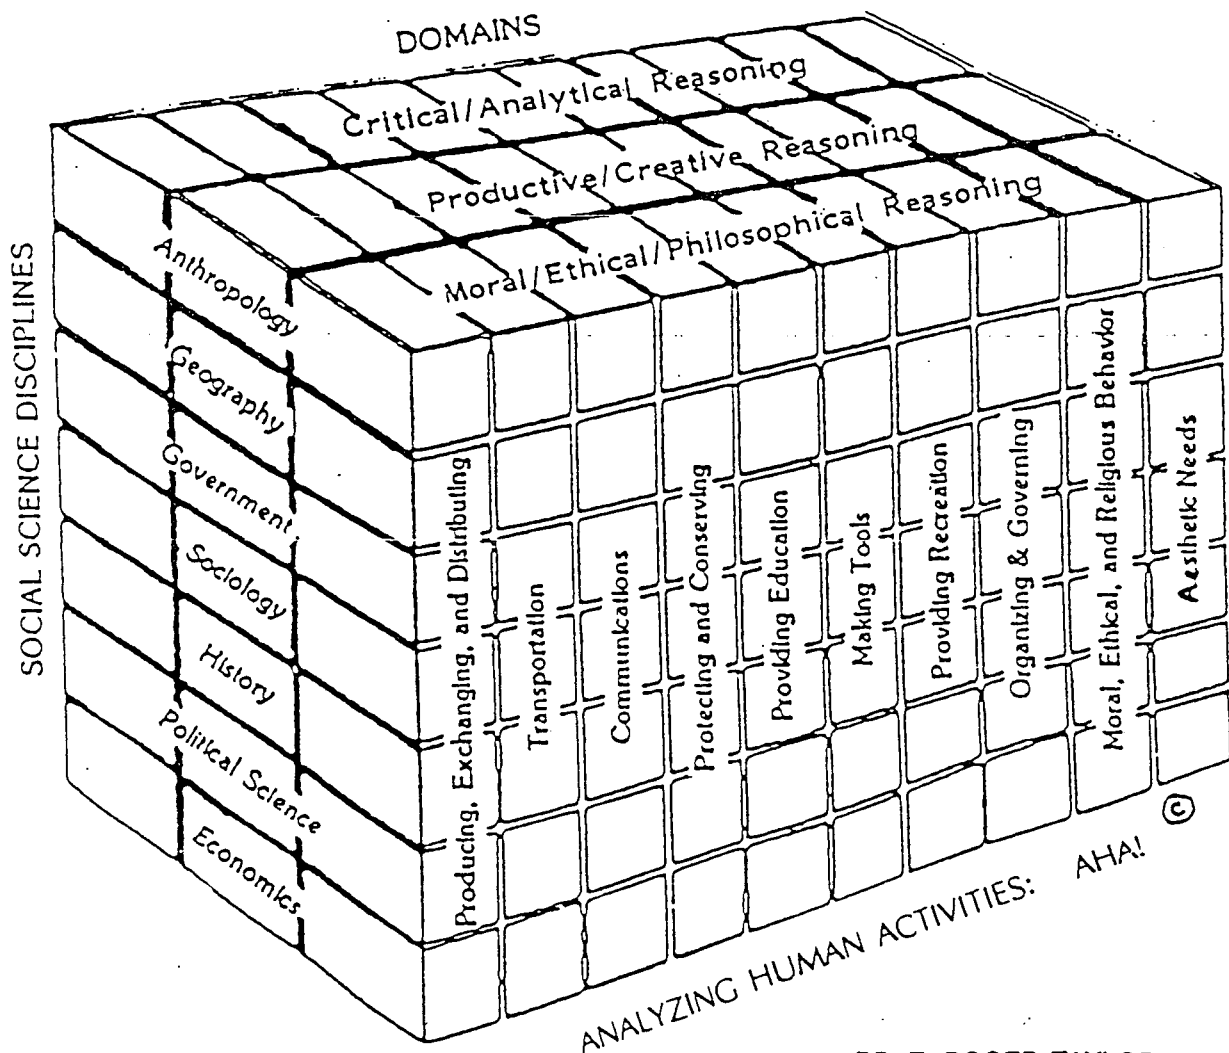 DOMAINS
Critical/Analytical Reasoning
Productive/Creative Reasoning
Moral/Ethical/Philosophical Reasoning
SOCIAL SCIENCE DISCIPLINES
Anthropology
Geography
Government
Sociology
History
Political Science
Economics
Producing, Exchanging, and Distributing
Transportation
Communications
Protecting and Conserving
Providing Education
Making Tools
Providing Recreation
Organizing & Governing
Moral, Ethical, and Religious Behavior
Aesthetic Needs
ANALYZING HUMAN ACTIVITIES: AHA! ©